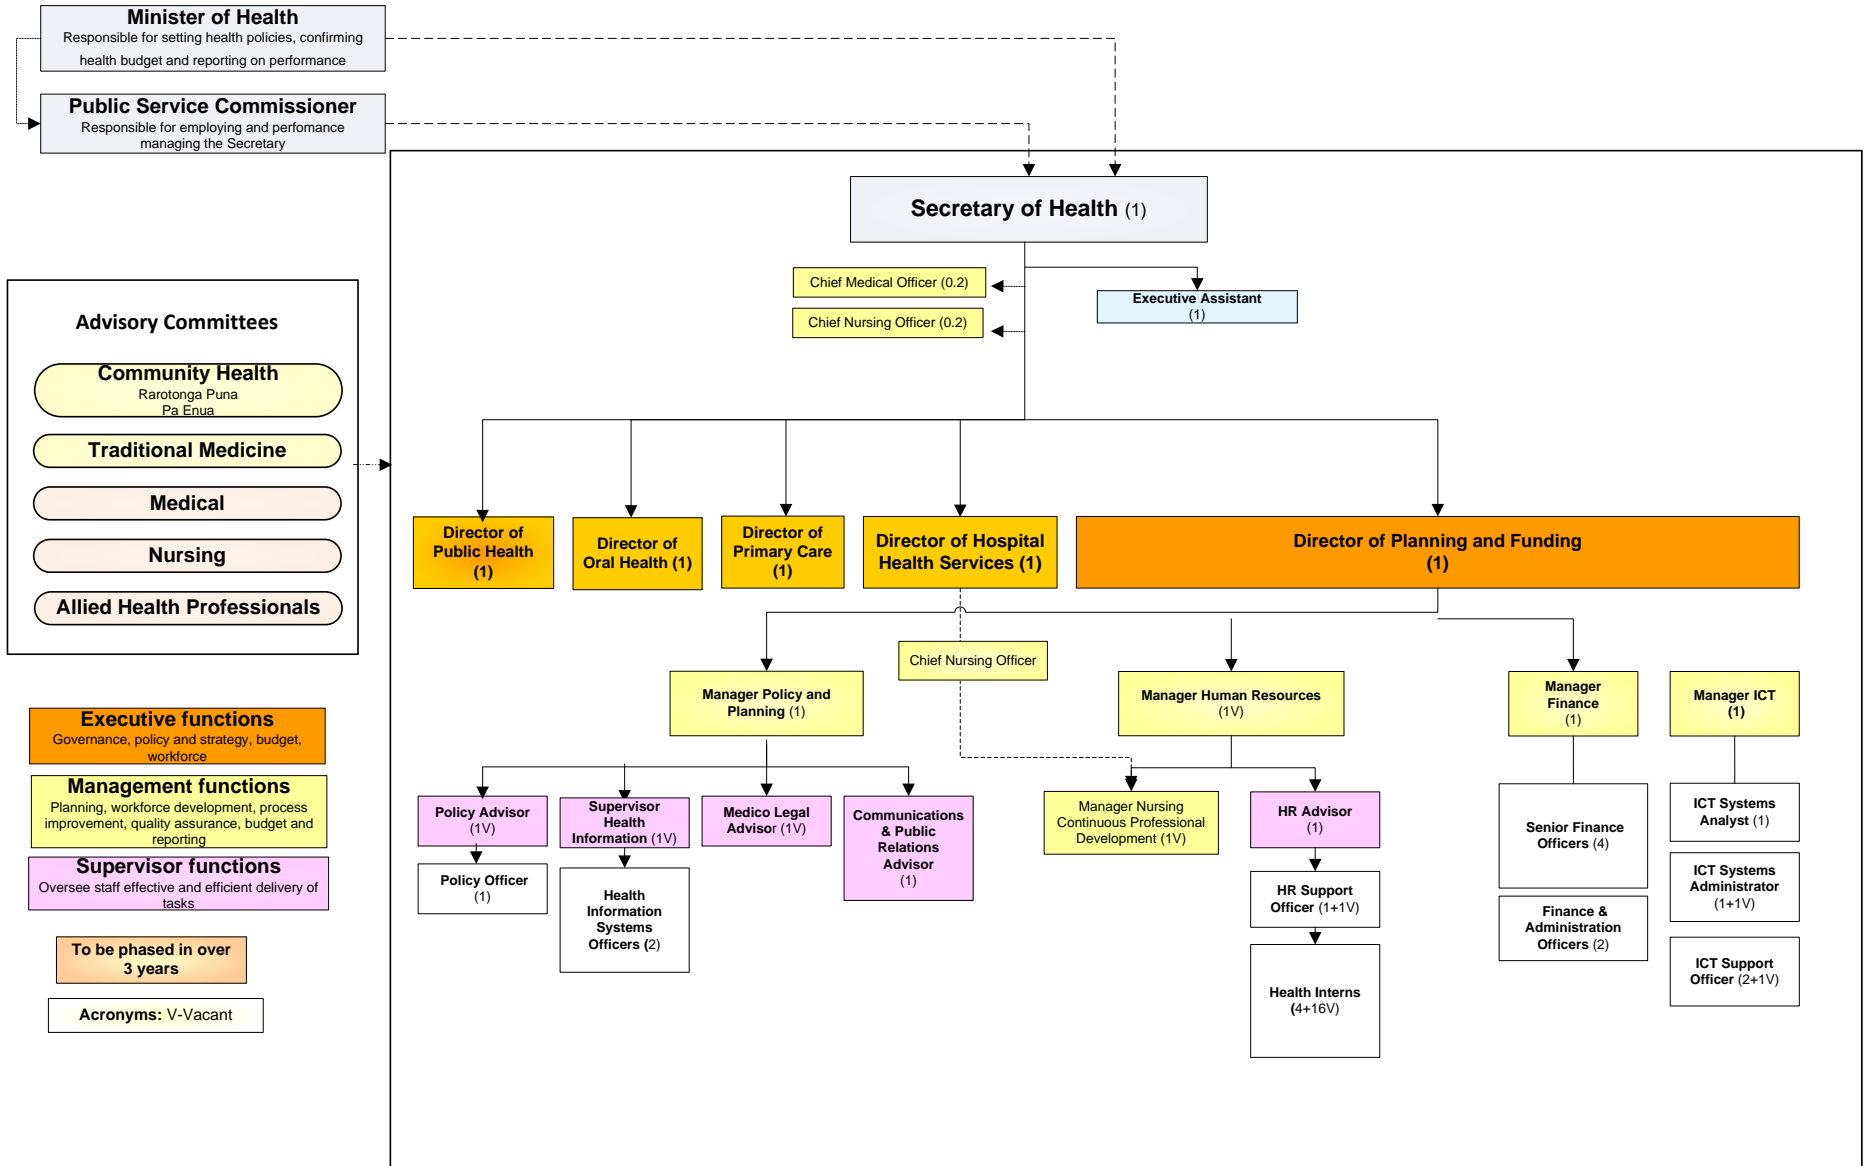 Minister of Health
Responsible for setting health policies, confirming
health budget and reporting on performance
Public Service Commissioner
Responsible for employing and perfomance
managing the Secretary
Secretary of Health (1)
Chief Medical Officer (0.2)
Chief Nursing Officer (0.2)
Executive Assistant
(1)
Advisory Committees
Community Health
Rarotonga Puna
Pa Enua
Traditional Medicine
Medical
Nursing
Allied Health Professionals
Director of
Public Health
(1)
Director of
Oral Health (1)
Director of
Primary Care
(1)
Director of Hospital
Health Services (1)
Director of Planning and Funding
(1)
Chief Nursing Officer
Manager Policy and
Planning (1)
Manager Human Resources
(1V)
Manager
Finance
(1)
Manager ICT
(1)
Executive functions
Governance, policy and strategy, budget,
workforce
Management functions
Planning, workforce development, process
improvement, quality assurance, budget and
reporting
Supervisor functions
Oversee staff effective and efficient delivery of
tasks
To be phased in over
3 years
Acronyms: V-Vacant
Policy Advisor
(1V)
Supervisor
Health
Information (1V)
Medico Legal
Advisor (1V)
Communications
& Public
Relations
Advisor
(1)
Manager Nursing
Continuous Professional
Development (1V)
HR Advisor
(1)
Senior Finance
Officers (4)
ICT Systems
Analyst (1)
Policy Officer
(1)
Health
Information
Systems
Officers (2)
HR Support
Officer (1+1V)
Finance &
Administration
Officers (2)
ICT Systems
Administrator
(1+1V)
Health Interns
(4+16V)
ICT Support
Officer (2+1V)